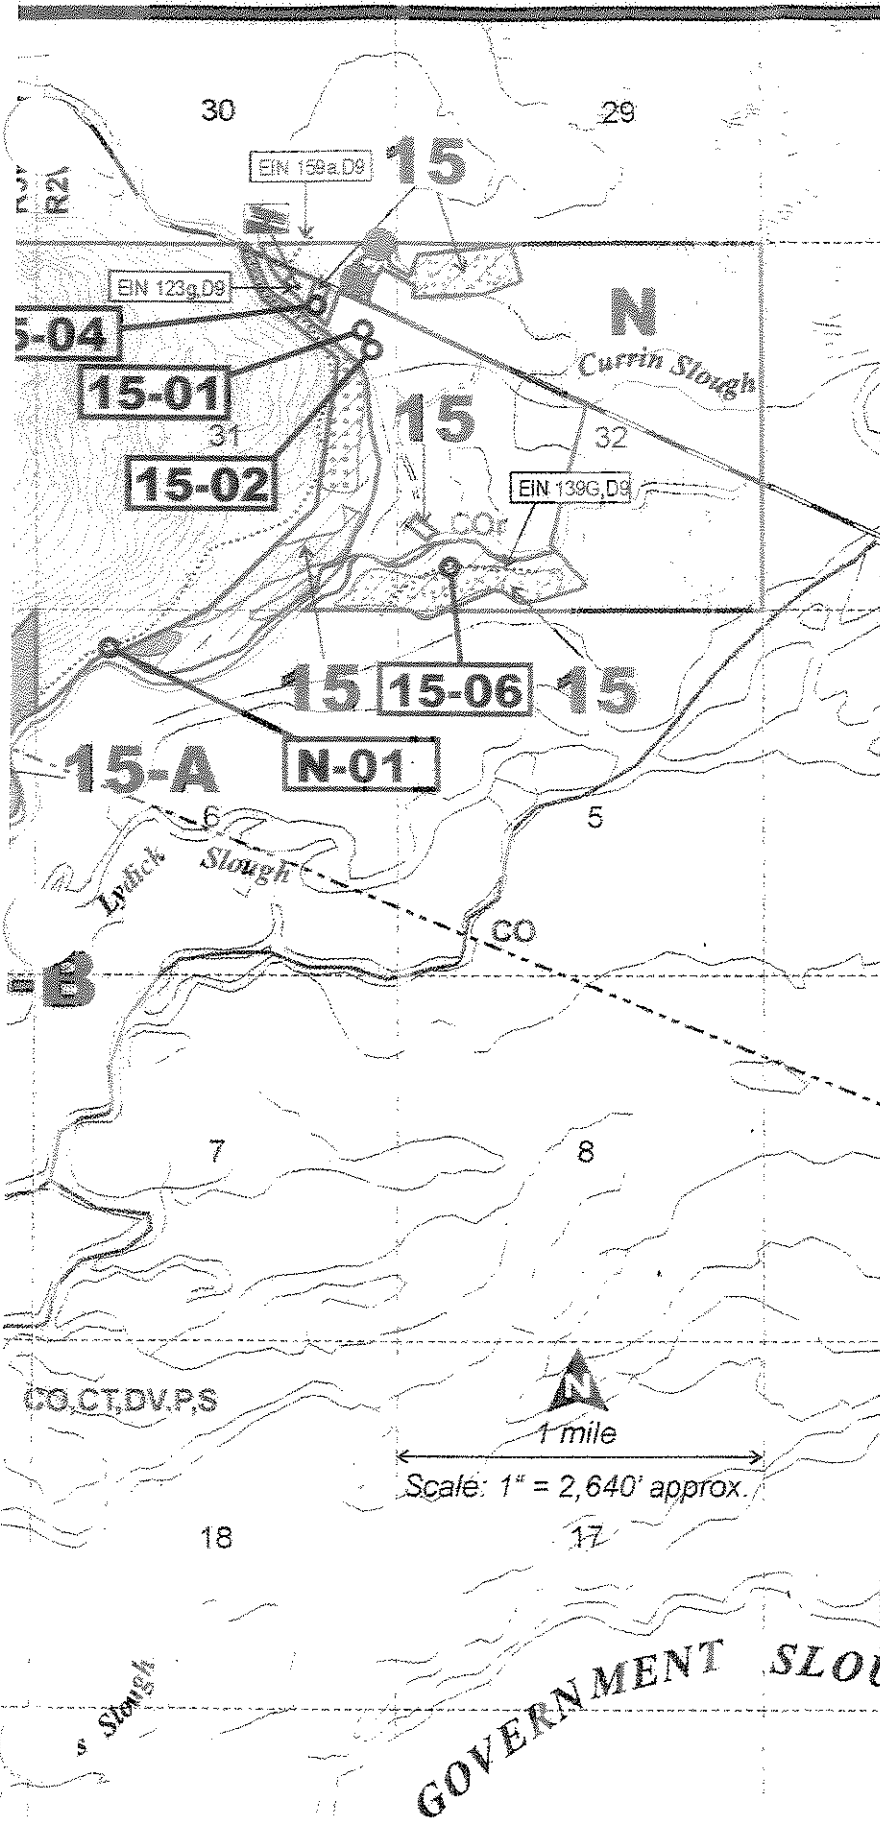 30
29
EIN 159a,D9
15
R2
M
EIN 123g,D9
N
5-04
Currin Slough
15-01
15
31
32
15-02
EIN 139G,D9
COr
15
15-06
15
15-A
N-01
6
5
Lydick Slough
CO
B
7
8
CO,CT,DV,P,S
N
1 mile
Scale: 1" = 2,640' approx.
18
17
s Slough
GOVERNMENT SLOU